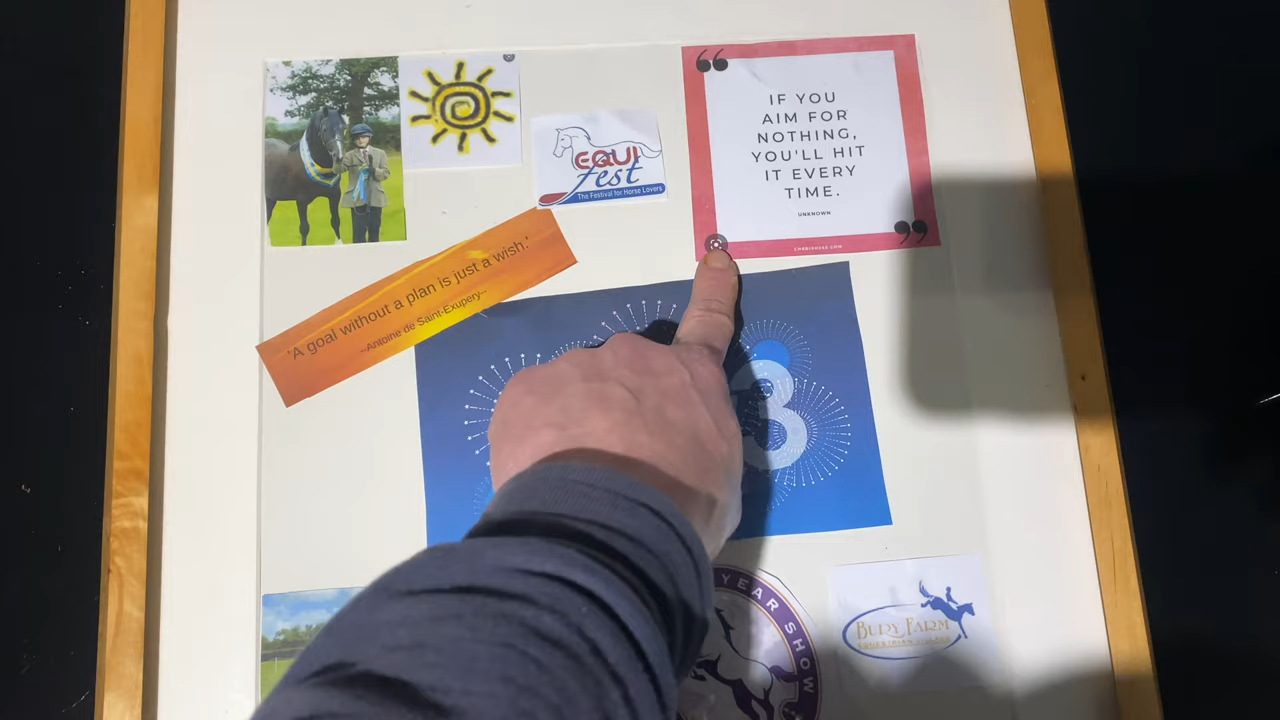 EQUI
fest
The Festival for Horse Lovers
“
IF YOU
AIM FOR
NOTHING,
YOU'LL HIT
IT EVERY
TIME.
UNKNOWN
”
'A goal without a plan is just a wish.'
--Antoine de Saint-Exupery--
3
YEAR SHOW
BURY FARM